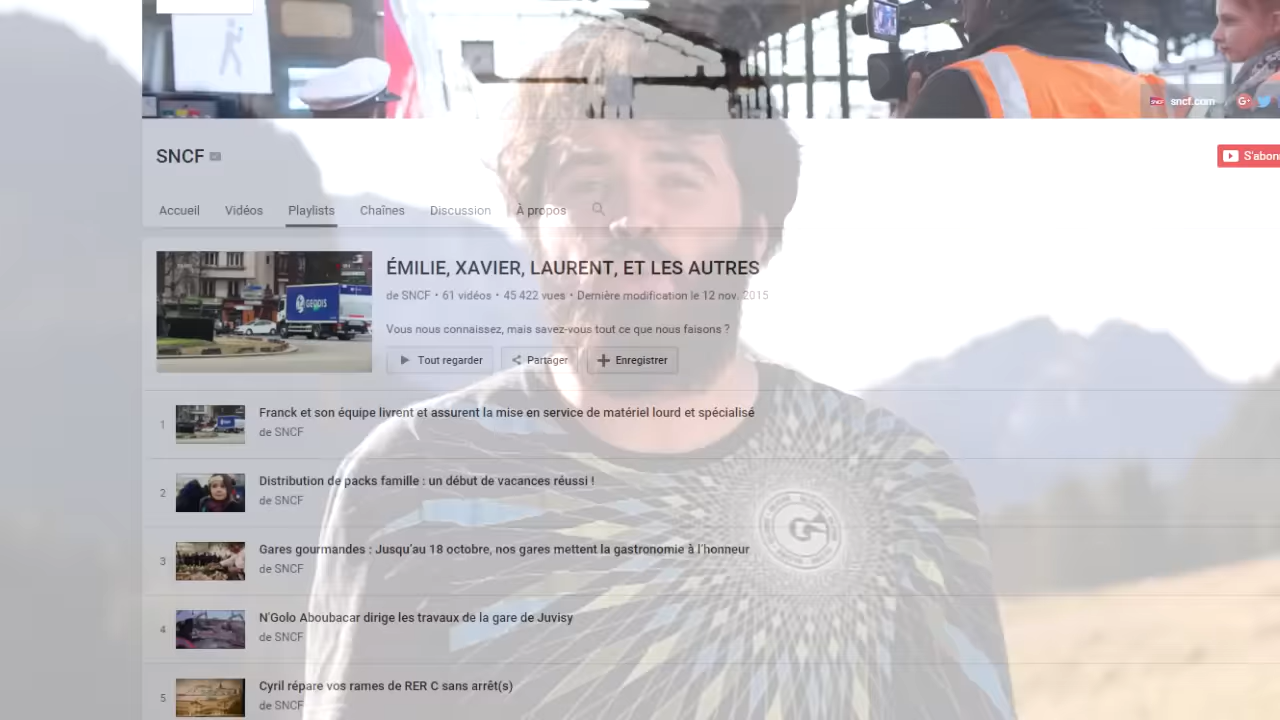 sncf.com
SNCF
S'abon
Accueil Vidéos Playlists Chaînes Discussion À propos
ÉMILIE, XAVIER, LAURENT, ET LES AUTRES
de SNCF • 61 vidéos • 45 422 vues • Dernière modification le 12 nov. 2015
Vous nous connaissez, mais savez-vous tout ce que nous faisons ?
Tout regarder Partager Enregistrer
GEODIS
1 Franck et son équipe livrent et assurent la mise en service de matériel lourd et spécialisé
de SNCF
2 Distribution de packs famille : un début de vacances réussi !
de SNCF
3 Gares gourmandes : Jusqu'au 18 octobre, nos gares mettent la gastronomie à l'honneur
de SNCF
4 N'Golo Aboubacar dirige les travaux de la gare de Juvisy
de SNCF
5 Cyril répare vos rames de RER C sans arrêt(s)
de SNCF